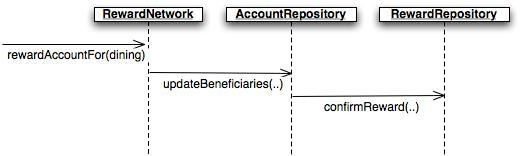 RewardNetwork AccountRepository RewardRepository
rewardAccountFor(dining)
updateBeneficiaries(..)
confirmReward(..)